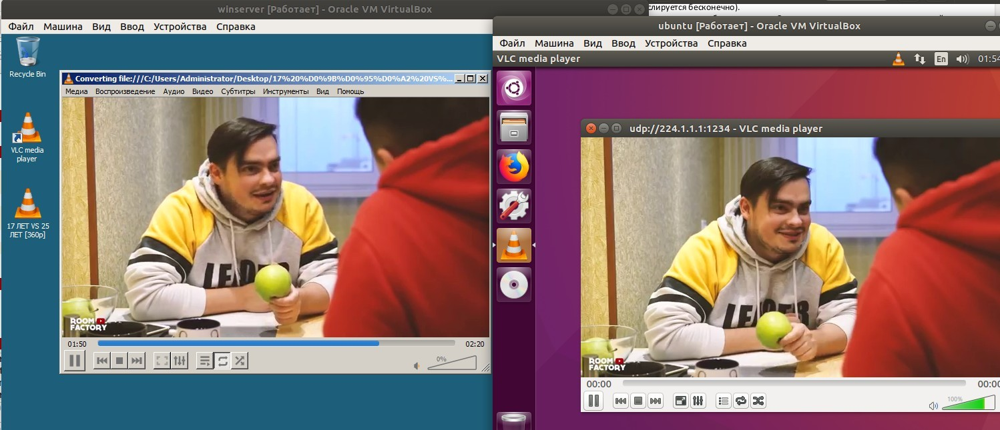 winserver [Работает] - Oracle VM VirtualBox
Файл Машина Вид Ввод Устройства Справка
Recycle Bin
VLC media
player
17 ЛЕТ VS 25
ЛЕТ [360p]
Converting file:///C:/Users/Administrator/Desktop/17%20%D0%9B%D0%95%D0%A2%20VS%...
Медиа Воспроизведение Аудио Видео Субтитры Инструменты Вид Помощь
LEADER
ROOM
FACTORY
01:50
02:20
0%
слируется бесконечно).
ubuntu [Работает] - Oracle VM VirtualBox
Файл Машина Вид Ввод Устройства Справка
VLC media player
En
01:54
udp://224.1.1.1:1234 - VLC media player
LEADER
ROOM
FACTORY
00:00
00:00
100%